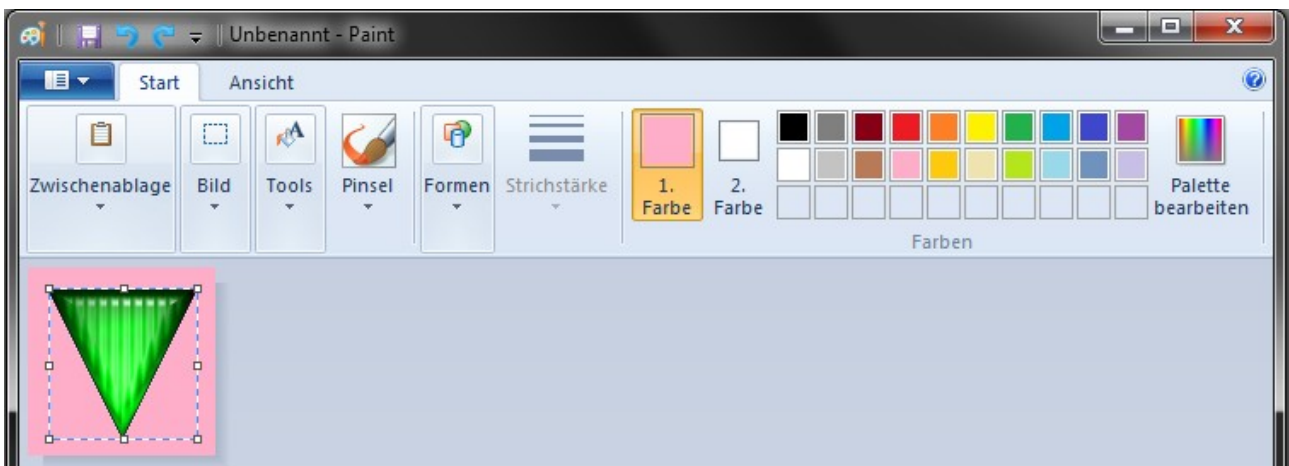 Unbenannt - Paint
Start Ansicht
Zwischenablage Bild Tools Pinsel Formen Strichstärke 1. Farbe 2. Farbe Palette bearbeiten
Farben